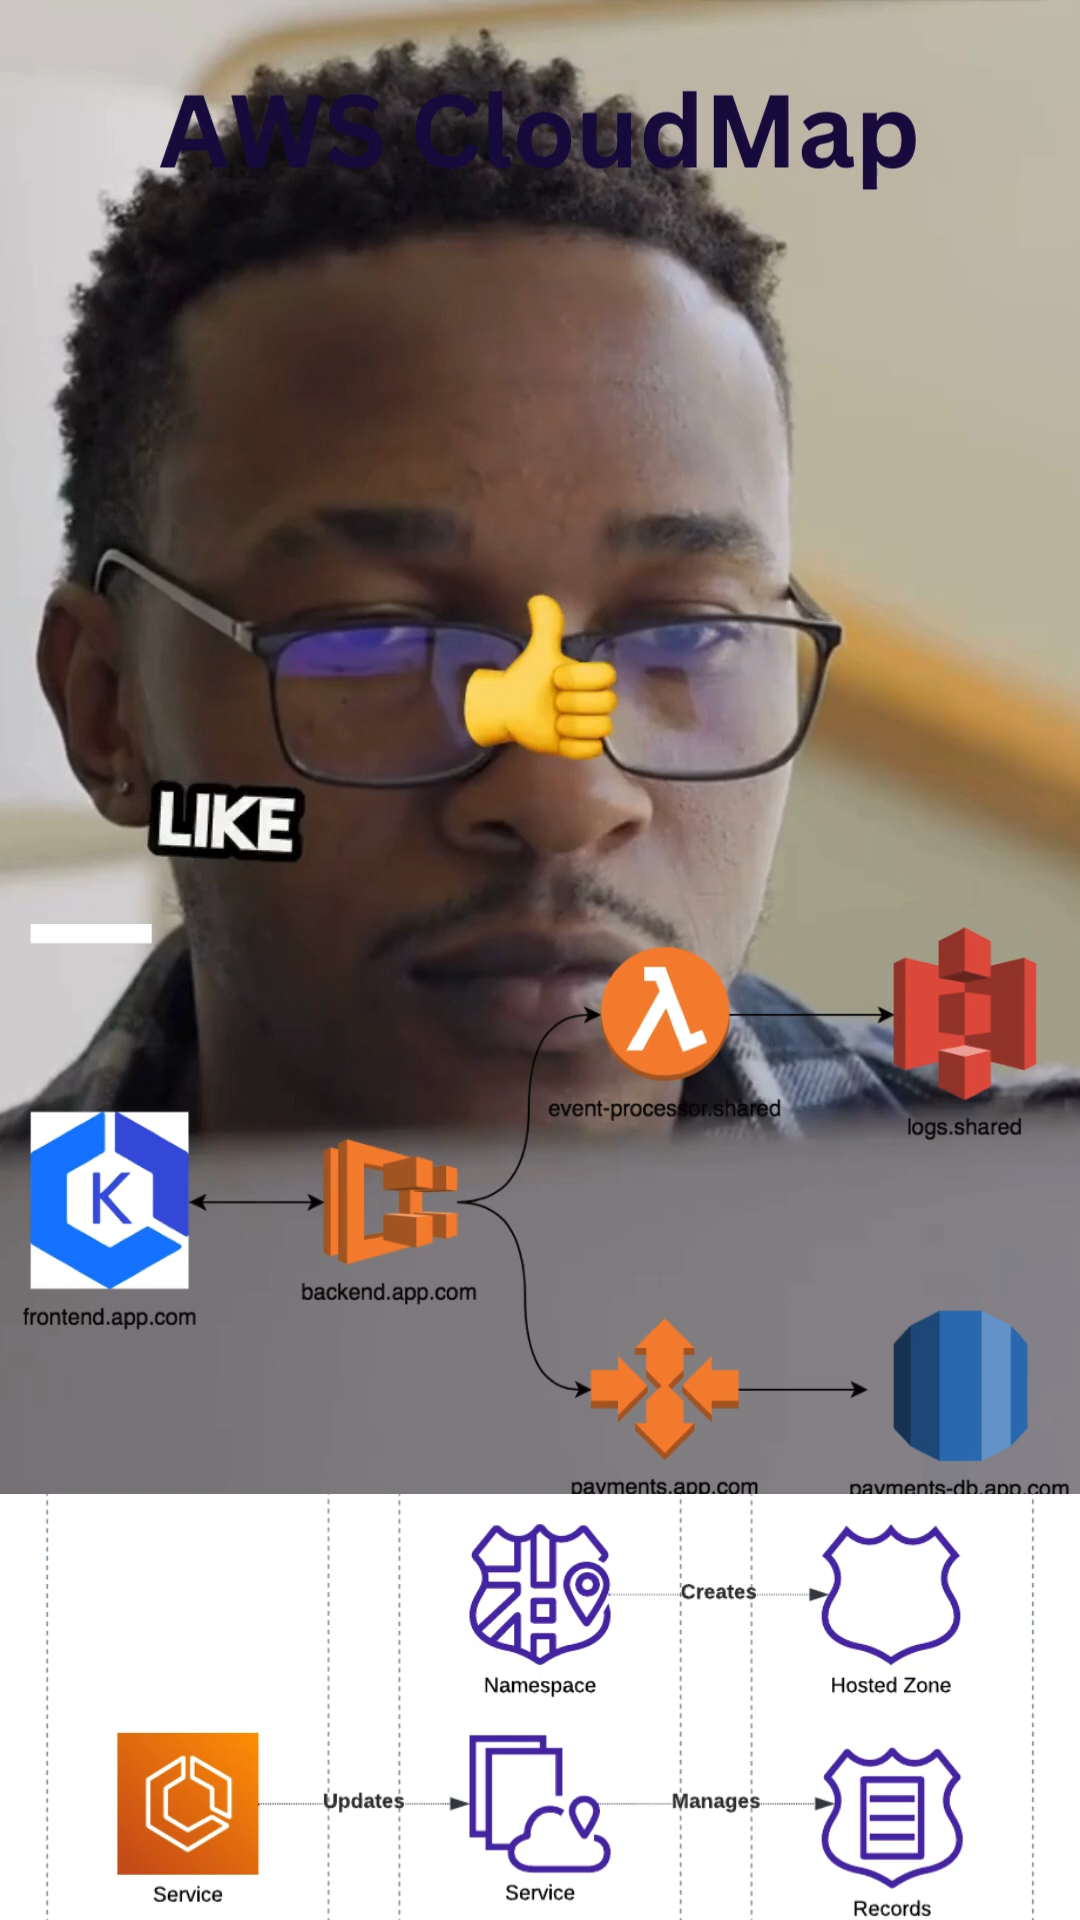 AWS CloudMap
LIKE
event-processor.shared
logs.shared
K
backend.app.com
frontend.app.com
payments.app.com
payments-db.app.com
Creates
Namespace
Hosted Zone
Updates
Manages
Service
Service
Records